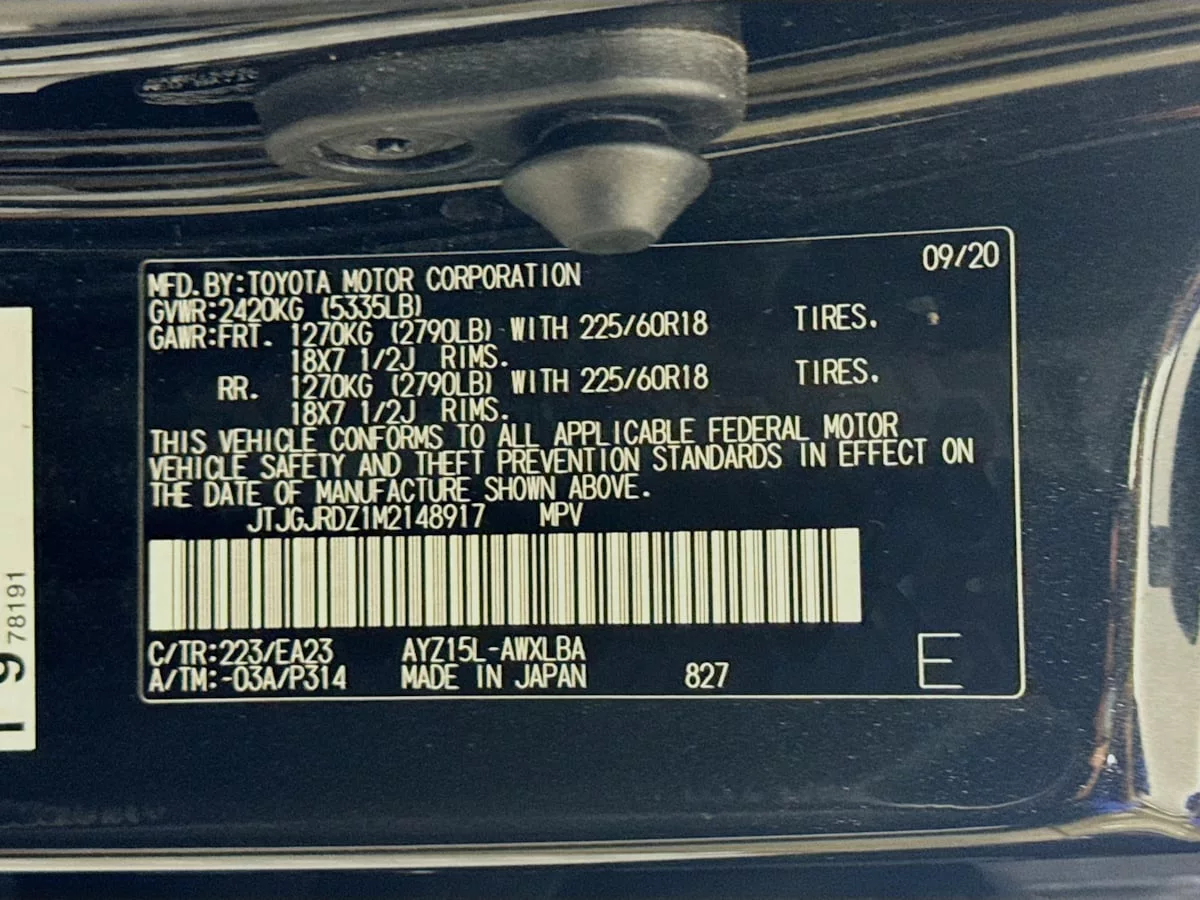 09/20
MFD.BY:TOYOTA MOTOR CORPORATION
GVWR:2420KG (5335LB)
GAWR:FRT. 1270KG (2790LB) WITH 225/60R18 TIRES.
18X7 1/2J RIMS.
RR. 1270KG (2790LB) WITH 225/60R18 TIRES.
18X7 1/2J RIMS.
THIS VEHICLE CONFORMS TO ALL APPLICABLE FEDERAL MOTOR
VEHICLE SAFETY AND THEFT PREVENTION STANDARDS IN EFFECT ON
THE DATE OF MANUFACTURE SHOWN ABOVE.
JTJGJRDZ1M2148917 MPV
C/TR:223/EA23 AYZ15L-AWXLBA
A/TM:-03A/P314 MADE IN JAPAN 827 E
78191